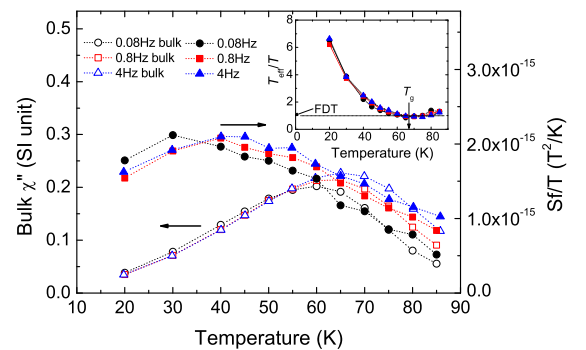 0.08Hz bulk 0.08Hz
0.8Hz bulk 0.8Hz
4Hz bulk 4Hz
Bulk χ'' (SI unit)
0.5
0.4
0.3
0.2
0.1
0.0
10 20 30 40 50 60 70 80 90
Temperature (K)
Sf/T (T²/K)
3.0x10⁻¹⁵
2.0x10⁻¹⁵
1.0x10⁻¹⁵
0.0
T_eff/T
8
6
4
2
0
T_g
FDT
0 20 40 60 80
Temperature (K)